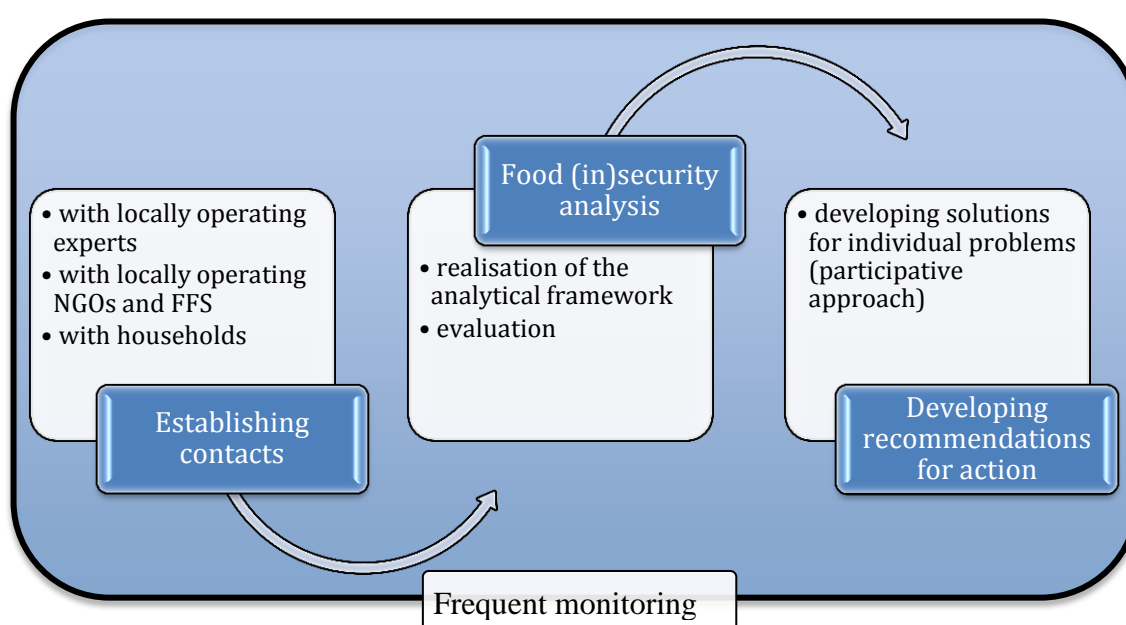 • with locally operating
experts
• with locally operating
NGOs and FFS
• with households
Establishing
contacts
Food (in)security
analysis
• realisation of the
analytical framework
• evaluation
• developing solutions
for individual problems
(participative
approach)
Developing
recommendations
for action
Frequent monitoring